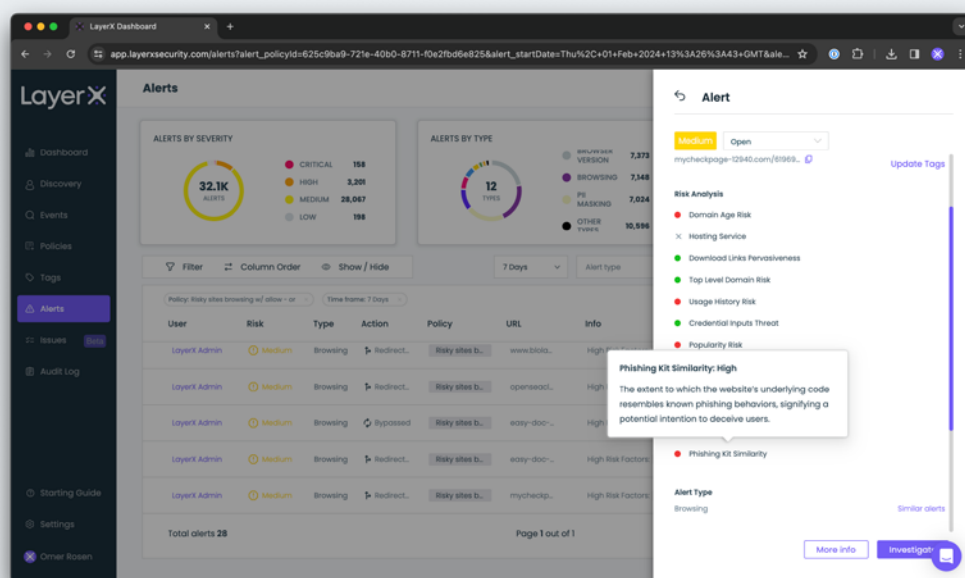 LayerX Dashboard
app.layerxsecurity.com/alerts?alert_policyId=625c9ba9-721e-40b0-8711-f0e2fbd6e825&alert_startDate=Thu%2C+01+Feb+2024+13%3A26%3A43+GMT&ale...
LayerX
Dashboard
Discovery
Events
Policies
Tags
Alerts
Issues Beta
Audit Log
Starting Guide
Settings
Omer Rosen
Alerts
ALERTS BY SEVERITY
32.1K
ALERTS
CRITICAL 158
HIGH 3,201
MEDIUM 28,067
LOW 198
ALERTS BY TYPE
12
TYPES
BROWSER VERSION 7,373
BROWSING 7,148
PII MASKING 7,024
OTHER TYPES 10,596
Filter Column Order Show / Hide 7 Days Alert type
Policy: Risky sites browsing w/ allow - or Time frame: 7 Days
User Risk Type Action Policy URL Info
LayerX Admin Medium Browsing Redirect.. Risky sites b.. www.blola.. High Risk
LayerX Admin Medium Browsing Redirect.. Risky sites b.. openseacl.. High
LayerX Admin Medium Browsing Bypassed Risky sites b.. easy-doc-.. High
LayerX Admin Medium Browsing Redirect.. Risky sites b.. easy-doc-.. High Risk Factors:
LayerX Admin Medium Browsing Redirect.. Risky sites b.. mycheckp.. High Risk Factors:
Total alerts 28 Page 1 out of 1
Alert
Medium Open
mycheckpage-12940.com/61969...
Update Tags
Risk Analysis
Domain Age Risk
Hosting Service
Download Links Pervasiveness
Top Level Domain Risk
Usage History Risk
Credential Inputs Threat
Popularity Risk
Phishing Kit Similarity: High
The extent to which the website's underlying code
resembles known phishing behaviors, signifying a
potential intention to deceive users.
Phishing Kit Similarity
Alert Type
Browsing Similar alerts
More info Investigate